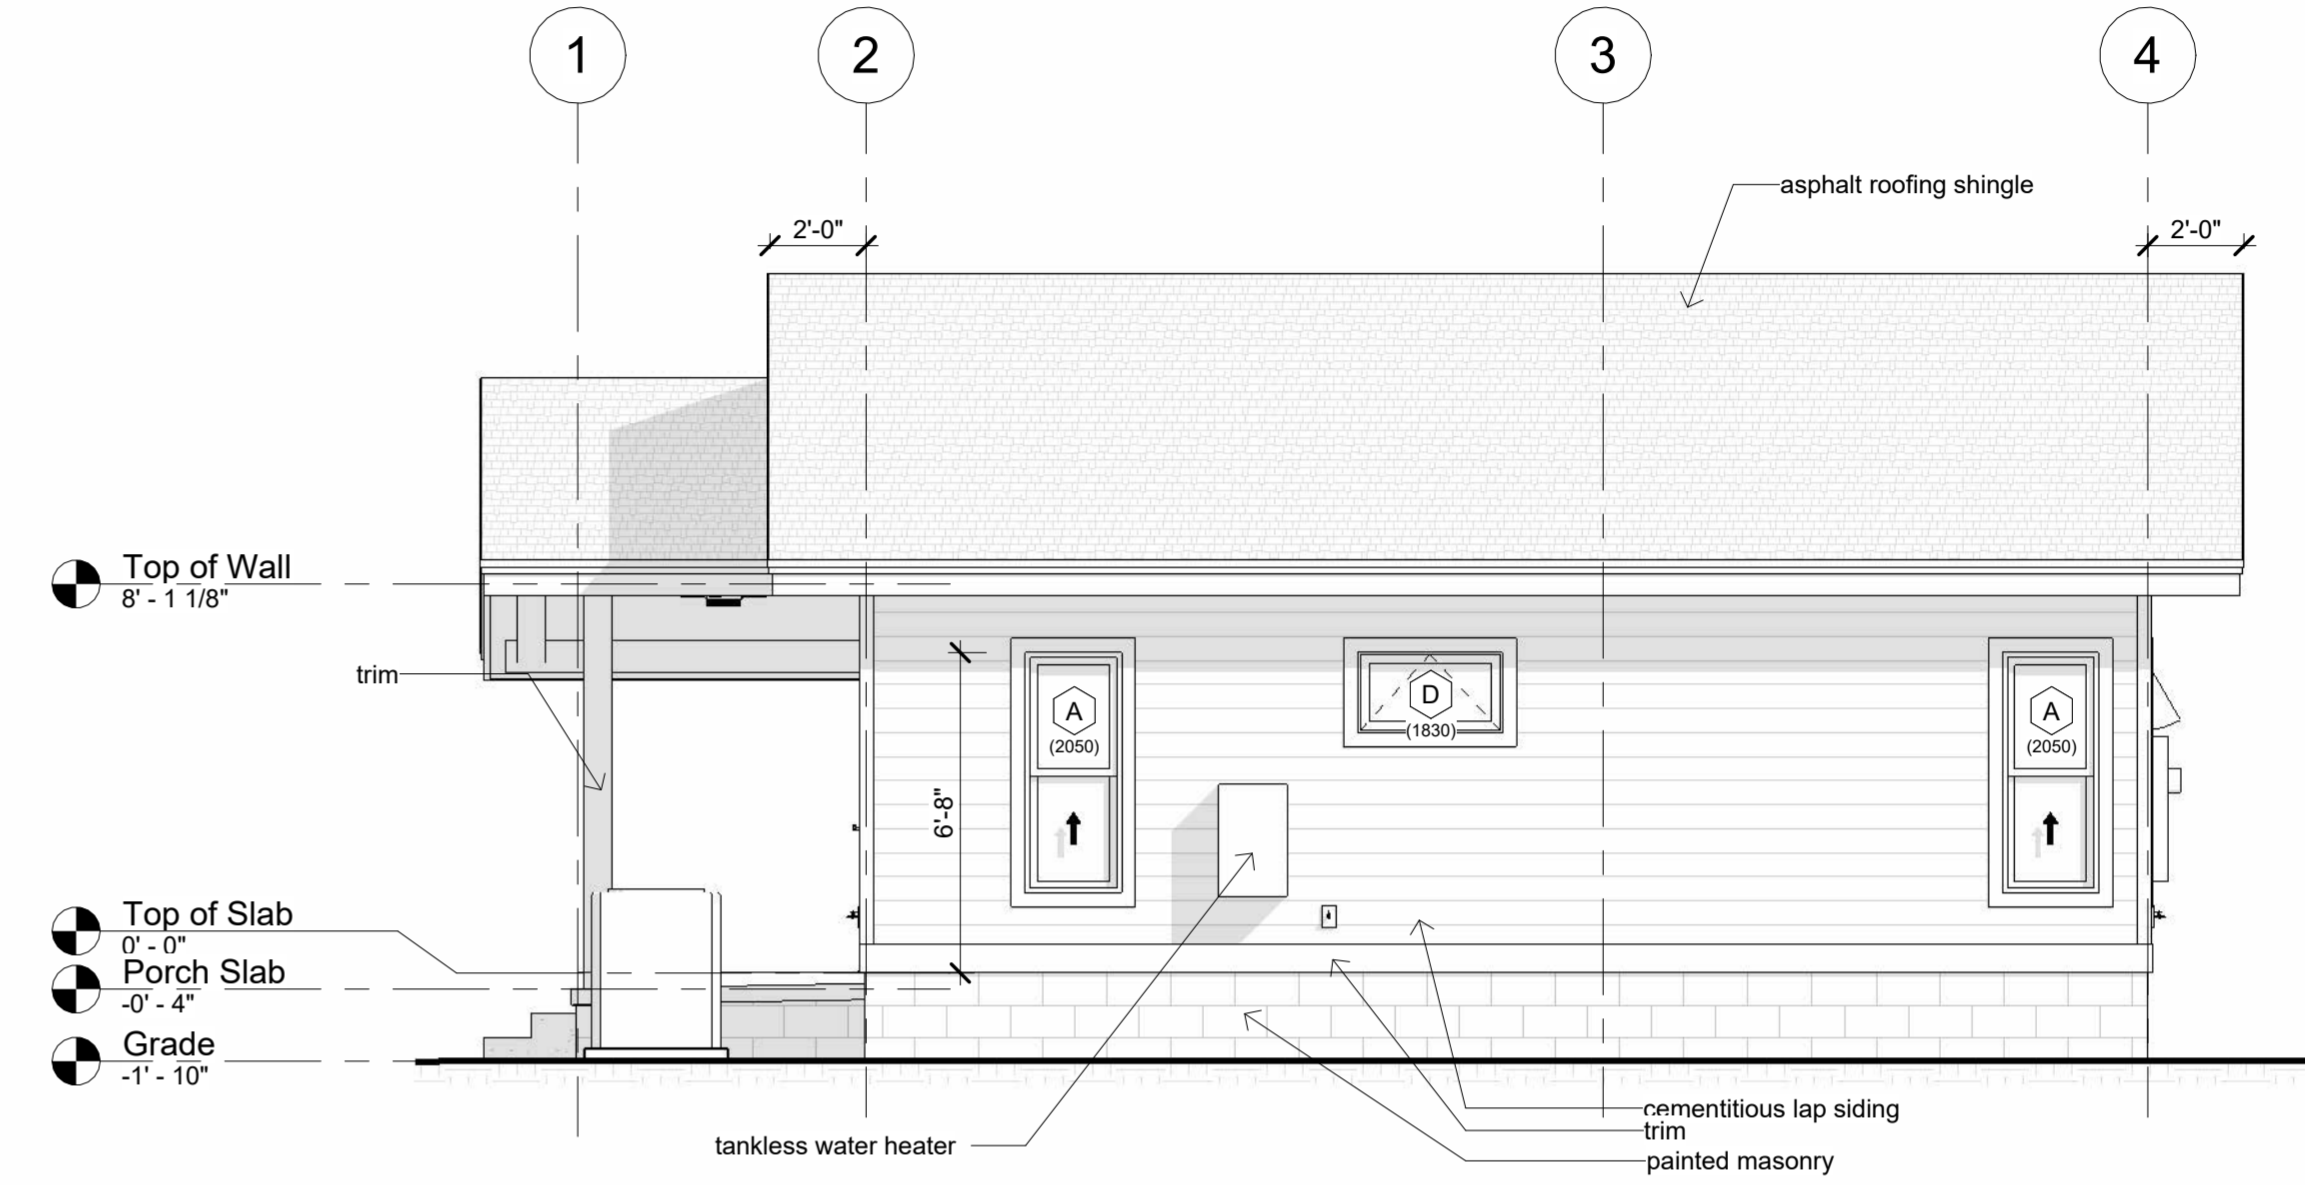 1 2 3 4
asphalt roofing shingle
2'-0" 2'-0"
Top of Wall
8' - 1 1/8"
trim
A
(2050)
D
(1830)
A
(2050)
6'-8"
Top of Slab
0' - 0"
Porch Slab
-0' - 4"
Grade
-1' - 10"
cementitious lap siding
trim
tankless water heater
painted masonry